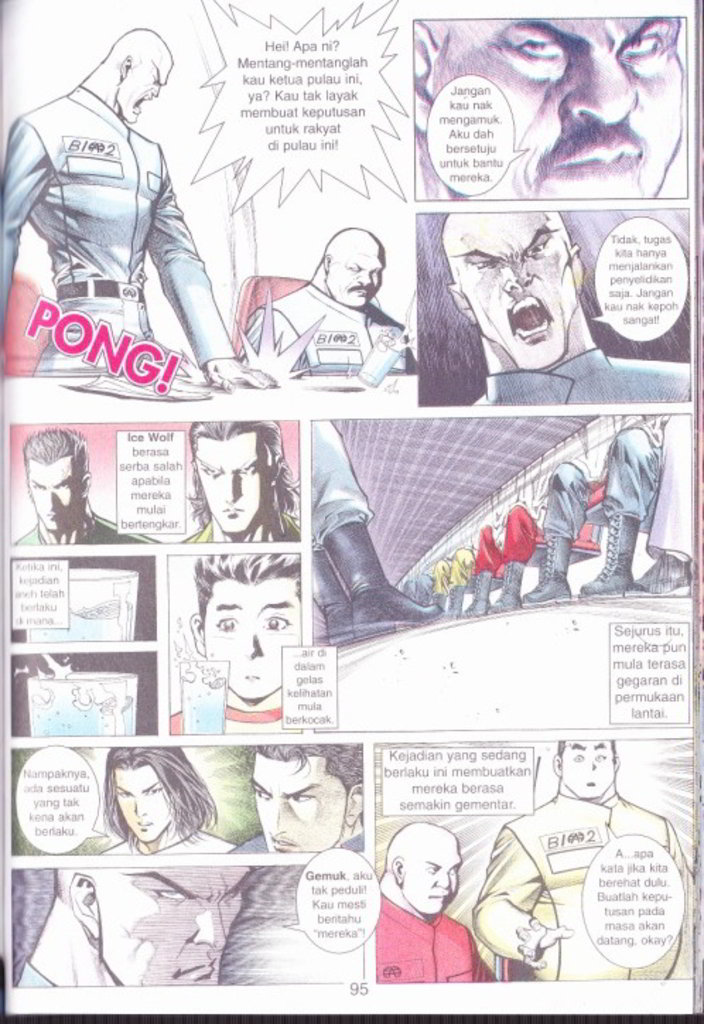 Hei! Apa ni?
Mentang-mentanglah
kau ketua pulau ini,
ya? Kau tak layak
membuat keputusan
untuk rakyat
di pulau ini!
Jangan
kau nak
mengamuk.
Aku dah
bersetuju
untuk bantu
mereka.
PONG!
Tidak, tugas
kita hanya
menjalankan
penyelidikan
saja. Jangan
kau nak kepoh
sangat!
Ice Wolf
berasa
serba salah
apabila
mereka
mulai
bertengkar.
Ketika ini,
kejadian
aneh telah
berlaku
di mana...
...air di
dalam
gelas
kelihatan
berkocak.
Sejurus itu,
mereka pun
mula terasa
gegaran di
permukaan
lantai.
Nampaknya,
ada sesuatu
yang tak
kena akan
berlaku.
Gemuk, aku
tak peduli!
Kau mesti
beritahu
"mereka"!
Kejadian yang sedang
berlaku ini membuatkan
mereka berasa
semakin gementar.
A...apa
kata jika kita
berehat dulu.
Buatlah kepu-
tusan pada
masa akan
datang, okay?
95